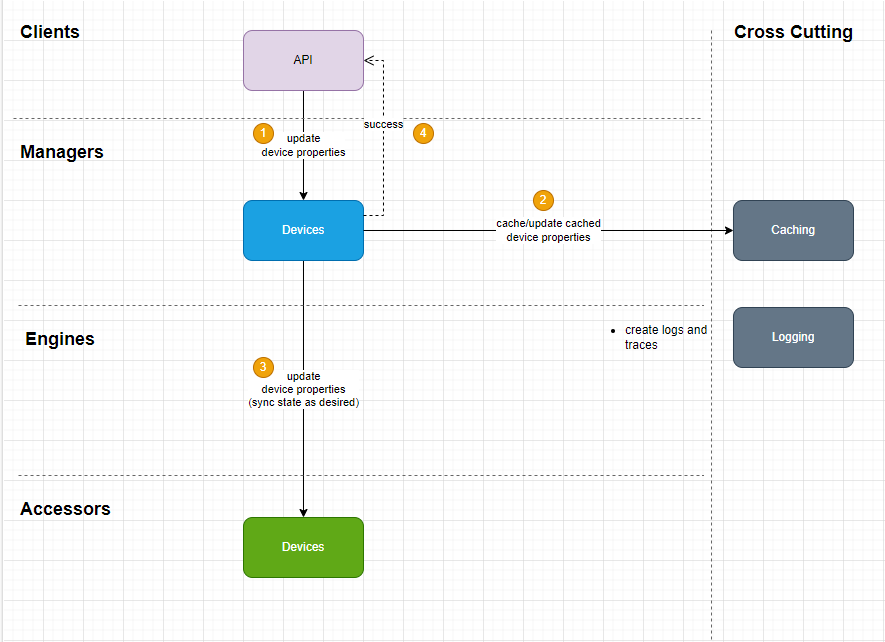 Clients
Cross Cutting
API
success
1
4
update
device properties
Managers
2
Devices
cache/update cached
device properties
Caching
Engines
• create logs and
traces
Logging
3
update
device properties
(sync state as desired)
Accessors
Devices